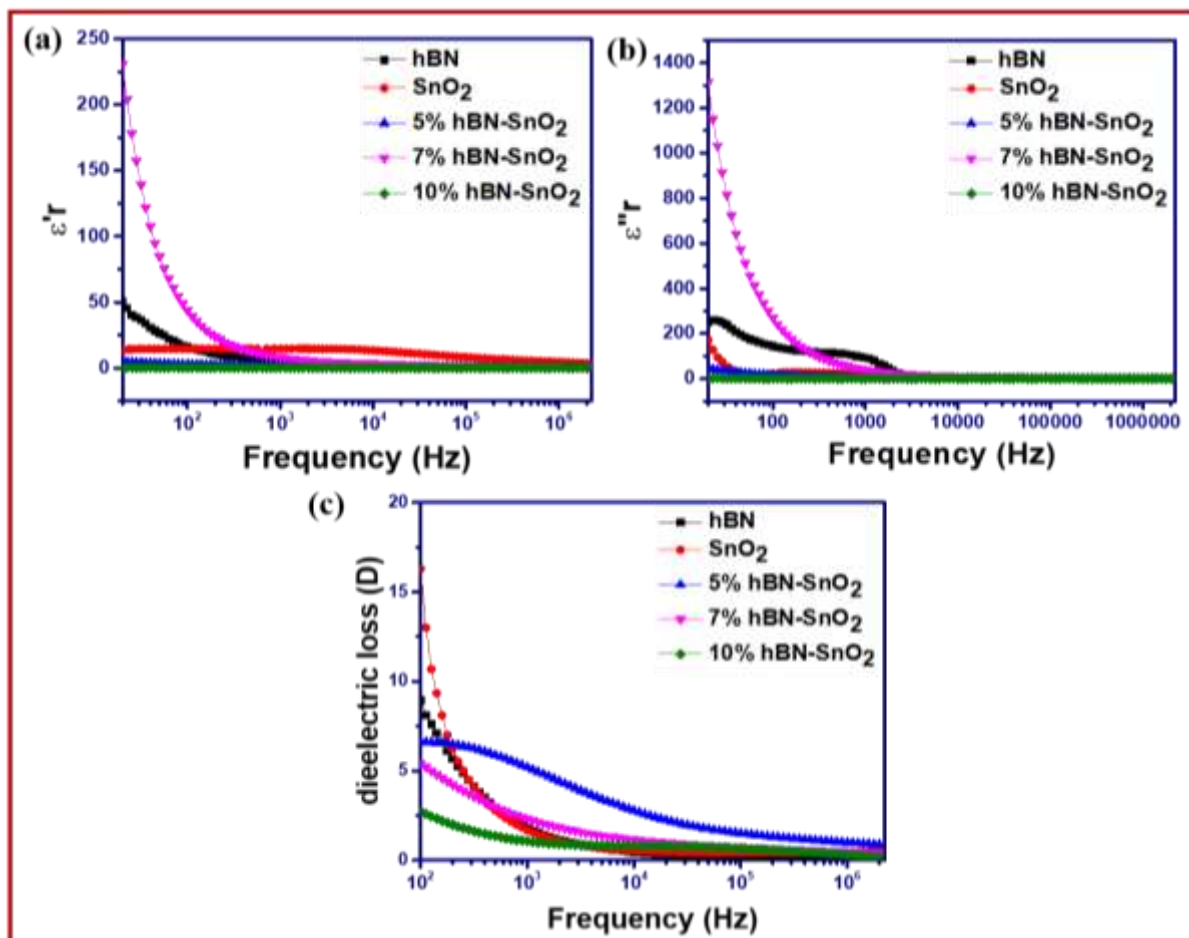 (a)
250
200
150
100
50
0
ε'r
10²
10³
10⁴
10⁵
10⁶
Frequency (Hz)
hBN
SnO₂
5% hBN-SnO₂
7% hBN-SnO₂
10% hBN-SnO₂
(b)
1400
1200
1000
800
600
400
200
0
ε"r
100
1000
10000
100000
1000000
Frequency (Hz)
hBN
SnO₂
5% hBN-SnO₂
7% hBN-SnO₂
10% hBN-SnO₂
(c)
20
15
10
5
0
dieelectric loss (D)
10²
10³
10⁴
10⁵
10⁶
Frequency (Hz)
hBN
SnO₂
5% hBN-SnO₂
7% hBN-SnO₂
10% hBN-SnO₂